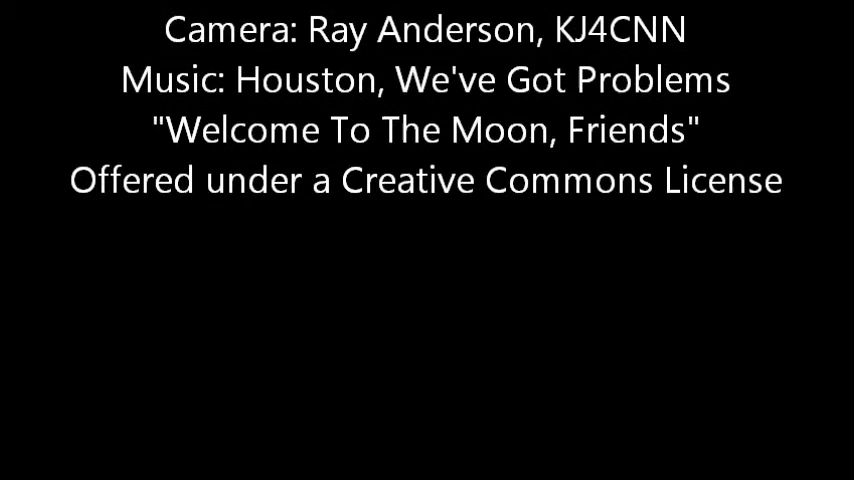 Camera: Ray Anderson, KJ4CNN
Music: Houston, We've Got Problems
"Welcome To The Moon, Friends"
Offered under a Creative Commons License